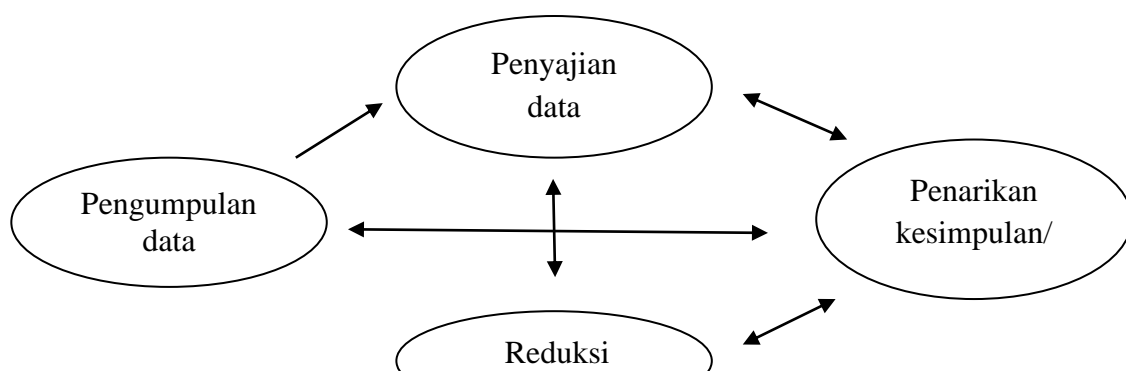 Penyajian
data
Pengumpulan
data
Penarikan
kesimpulan/
Reduksi